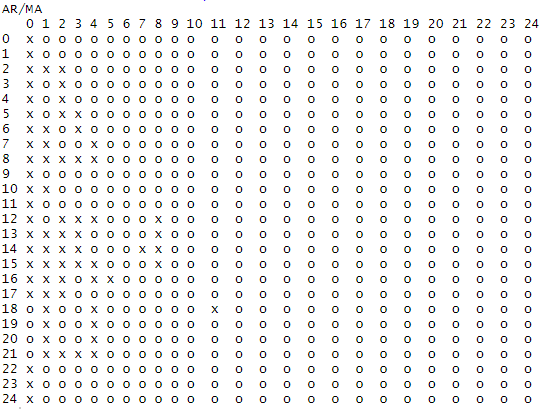 AR/MA
0 1 2 3 4 5 6 7 8 9 10 11 12 13 14 15 16 17 18 19 20 21 22 23 24
0 x o o o o o o o o o o o o o o o o o o o o o o o o
1 x o o o o o o o o o o o o o o o o o o o o o o o o
2 x x x o o o o o o o o o o o o o o o o o o o o o o
3 x o x o o o o o o o o o o o o o o o o o o o o o o
4 x o x o o o o o o o o o o o o o o o o o o o o o o
5 x o x x o o o o o o o o o o o o o o o o o o o o o
6 x x o x o o o o o o o o o o o o o o o o o o o o o
7 x x o o x o o o o o o o o o o o o o o o o o o o o
8 x x x x x o o o o o o o o o o o o o o o o o o o o
9 x o o o o o o o o o o o o o o o o o o o o o o o o
10 x x o o o o o o o o o o o o o o o o o o o o o o o
11 x o o o o o o o o o o o o o o o o o o o o o o o o
12 x o x x x o o o x o o o o o o o o o o o o o o o o
13 x x x x o o o o x o o o o o o o o o o o o o o o o
14 x x x x o o o x x o o o o o o o o o o o o o o o o
15 x x x x x o o o x o o o o o o o o o o o o o o o o
16 x x x o x x o o o o o o o o o o o o o o o o o o o
17 x x x o o o o o o o o o o o o o o o o o o o o o o
18 o x o o x o o o o o o x o o o o o o o o o o o o o
19 o x o o x o o o o o o o o o o o o o o o o o o o o
20 o x o o x o o o o o o o o o o o o o o o o o o o o
21 o x x x x o o o o o o o o o o o o o o o o o o o o
22 x o o o o o o o o o o o o o o o o o o o o o o o o
23 x o o o o o o o o o o o o o o o o o o o o o o o o
24 x o o o o o o o o o o o o o o o o o o o o o o o o